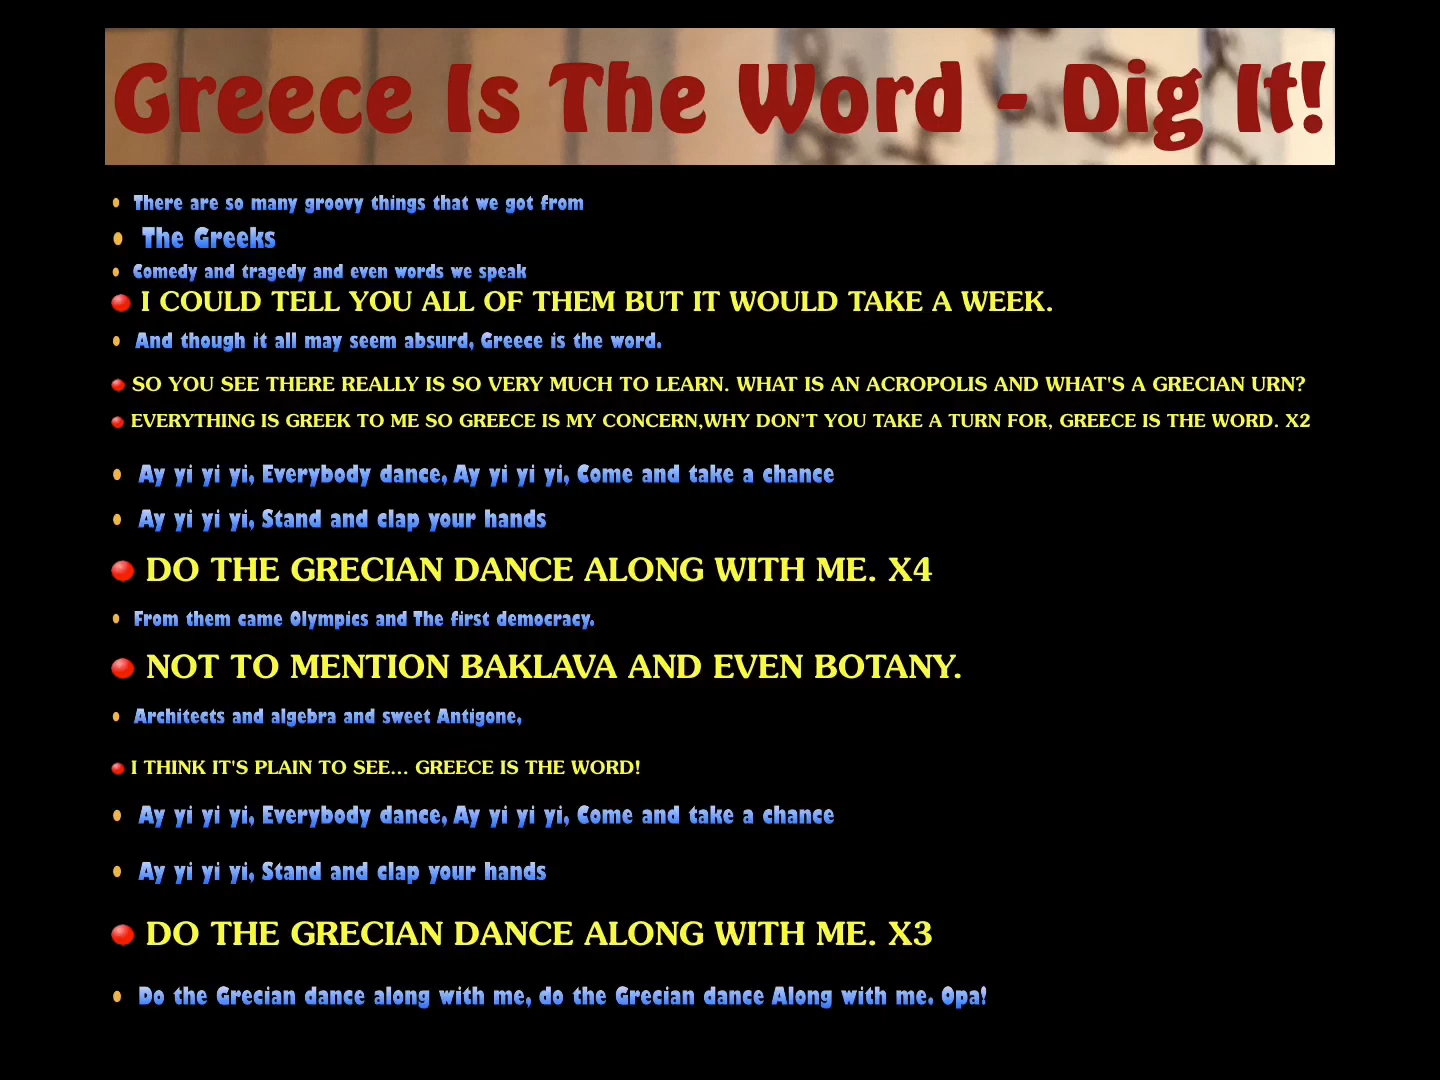 Greece Is The Word - Dig It!
• There are so many groovy things that we got from
• The Greeks
• Comedy and tragedy and even words we speak
• I COULD TELL YOU ALL OF THEM BUT IT WOULD TAKE A WEEK.
• And though it all may seem absurd, Greece is the word.
• SO YOU SEE THERE REALLY IS SO VERY MUCH TO LEARN. WHAT IS AN ACROPOLIS AND WHAT'S A GRECIAN URN?
• EVERYTHING IS GREEK TO ME SO GREECE IS MY CONCERN,WHY DON’T YOU TAKE A TURN FOR, GREECE IS THE WORD. X2
• Ay yi yi yi, Everybody dance, Ay yi yi yi, Come and take a chance
• Ay yi yi yi, Stand and clap your hands
• DO THE GRECIAN DANCE ALONG WITH ME. X4
• From them came Olympics and The first democracy.
• NOT TO MENTION BAKLAVA AND EVEN BOTANY.
• Architects and algebra and sweet Antigone,
• I THINK IT'S PLAIN TO SEE... GREECE IS THE WORD!
• Ay yi yi yi, Everybody dance, Ay yi yi yi, Come and take a chance
• Ay yi yi yi, Stand and clap your hands
• DO THE GRECIAN DANCE ALONG WITH ME. X3
• Do the Grecian dance along with me, do the Grecian dance Along with me. Opa!